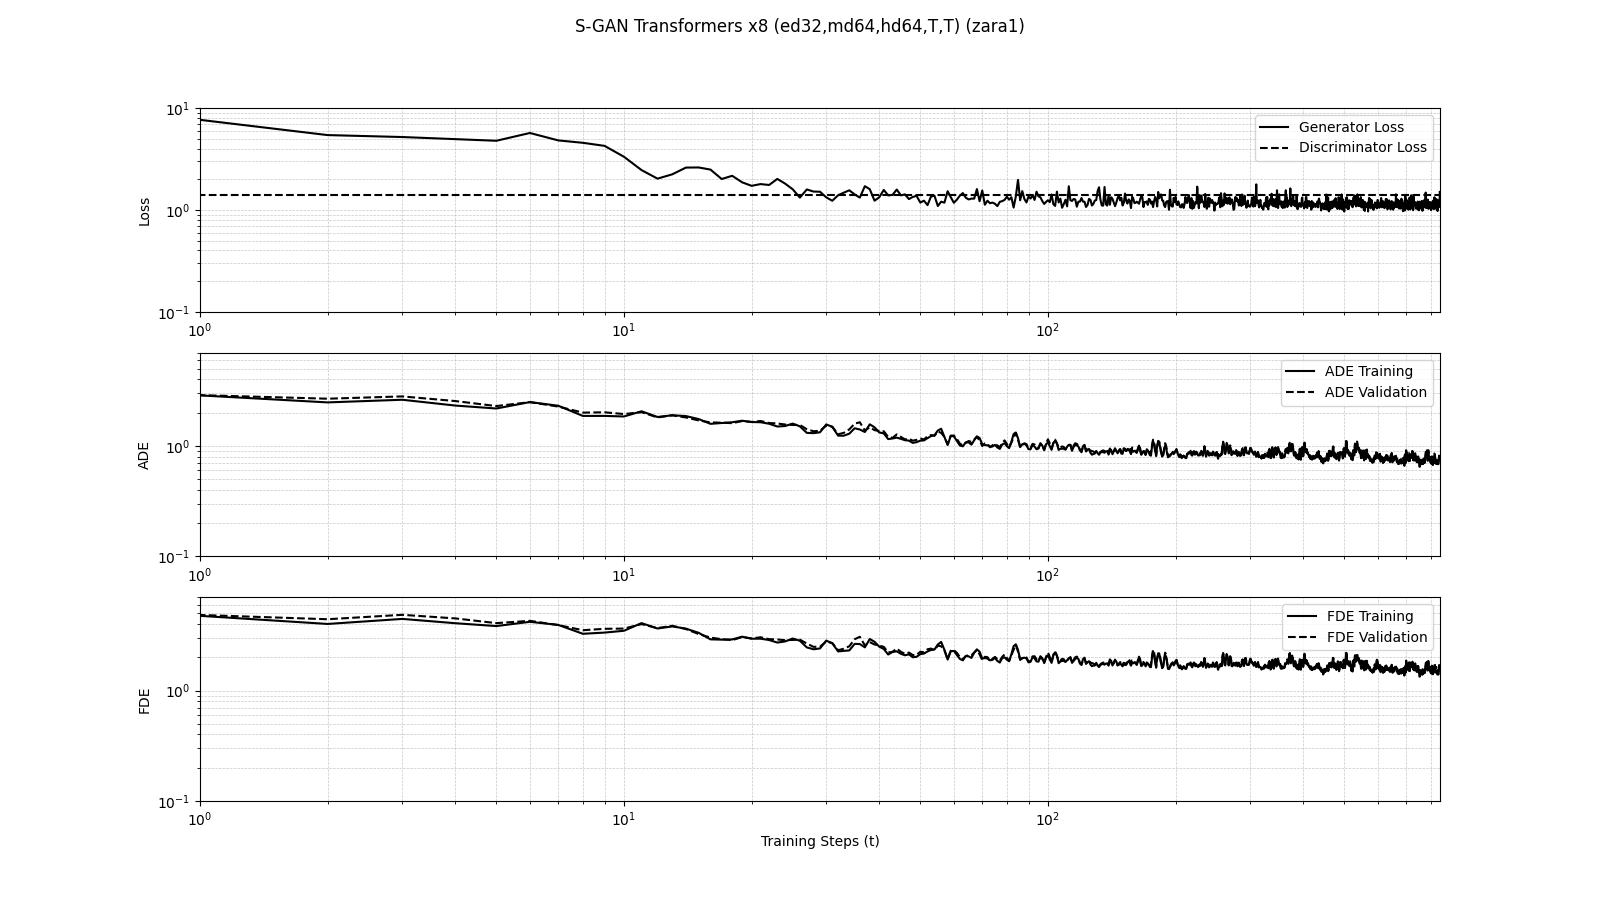 S-GAN Transformers x8 (ed32,md64,hd64,T,T) (zara1)
10¹
10⁰
10⁻¹
Loss
Generator Loss
Discriminator Loss
10⁰
10¹
10²
10⁰
10⁻¹
ADE
ADE Training
ADE Validation
10⁰
10¹
10²
10⁰
10⁻¹
FDE
FDE Training
FDE Validation
10⁰
10¹
10²
Training Steps (t)